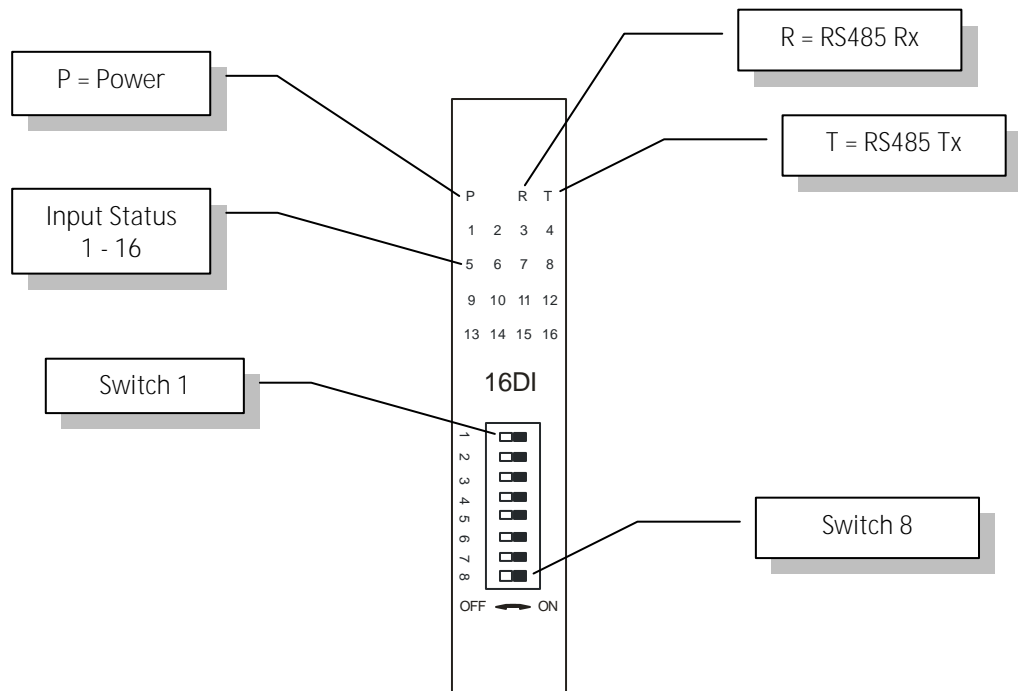 R = RS485 Rx
P = Power
T = RS485 Tx
P R T
Input Status
1 - 16
1 2 3 4
5 6 7 8
9 10 11 12
13 14 15 16
Switch 1
16DI
1
2
3
4
5
6
7
8
Switch 8
OFF ON